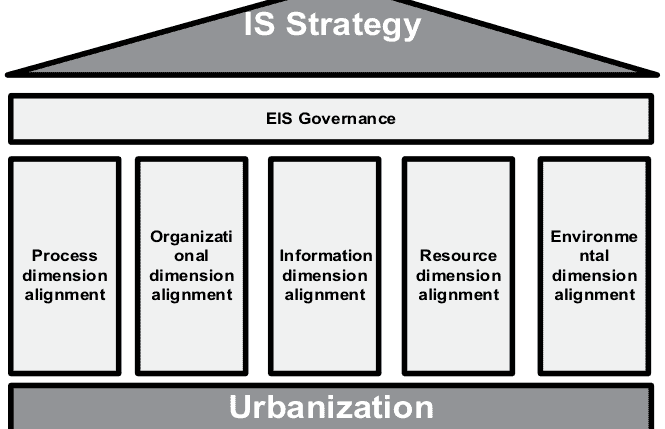 IS Strategy
EIS Governance
Process
dimension
alignment
Organizati
onal
dimension
alignment
Information
dimension
alignment
Resource
dimension
alignment
Environme
ntal
dimension
alignment
Urbanization